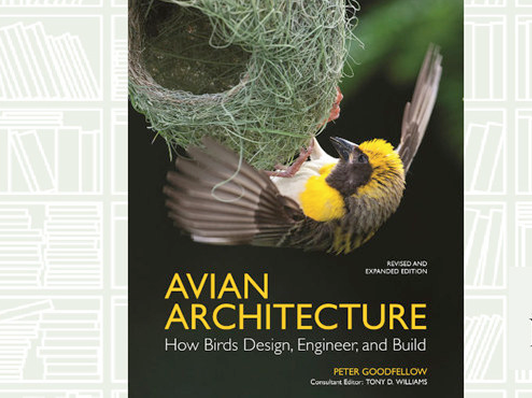 REVISED AND
EXPANDED EDITION
AVIAN
ARCHITECTURE
How Birds Design, Engineer, and Build
PETER GOODFELLOW
Consultant Editor: TONY D. WILLIAMS